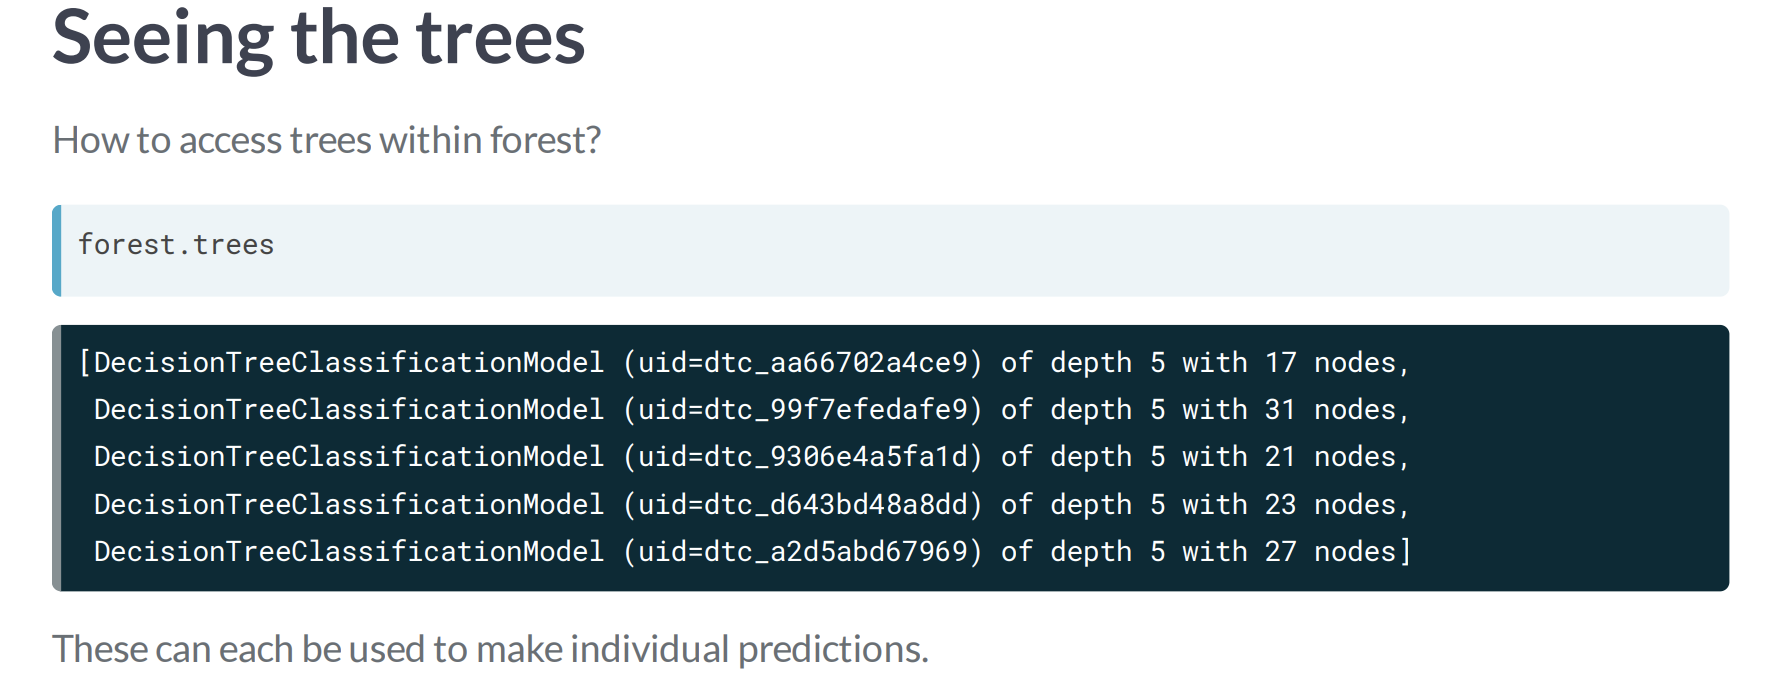 Seeing the trees
How to access trees within forest?
forest.trees
[DecisionTreeClassificationModel (uid=dtc_aa66702a4ce9) of depth 5 with 17 nodes,
DecisionTreeClassificationModel (uid=dtc_99f7efedafe9) of depth 5 with 31 nodes,
DecisionTreeClassificationModel (uid=dtc_9306e4a5fa1d) of depth 5 with 21 nodes,
DecisionTreeClassificationModel (uid=dtc_d643bd48a8dd) of depth 5 with 23 nodes,
DecisionTreeClassificationModel (uid=dtc_a2d5abd67969) of depth 5 with 27 nodes]
These can each be used to make individual predictions.